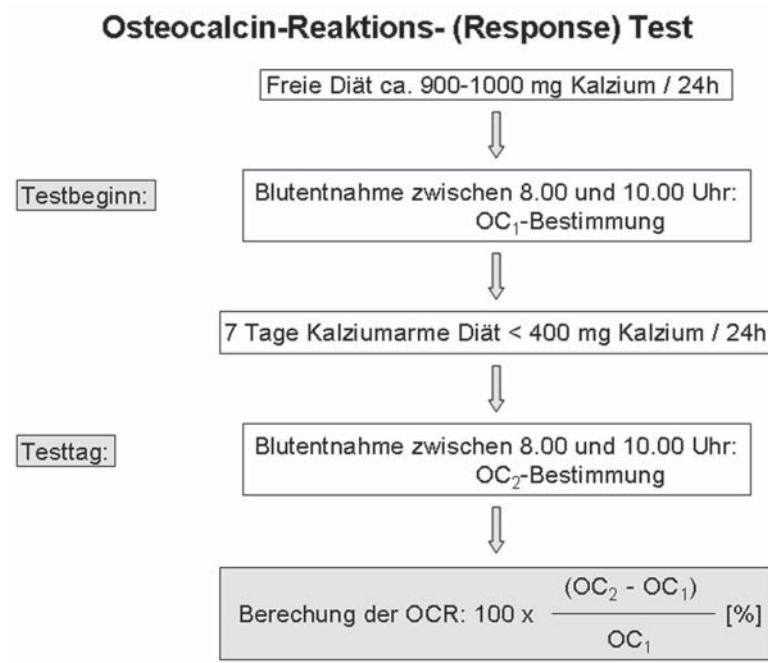 Osteocalcin-Reaktions- (Response) Test
Freie Diät ca. 900-1000 mg Kalzium / 24h
Testbeginn:
Blutentnahme zwischen 8.00 und 10.00 Uhr:
OC₁-Bestimmung
7 Tage Kalziumarme Diät < 400 mg Kalzium / 24h
Testtag:
Blutentnahme zwischen 8.00 und 10.00 Uhr:
OC₂-Bestimmung
Berechung der OCR: 100 x (OC₂ - OC₁) / OC₁ [%]